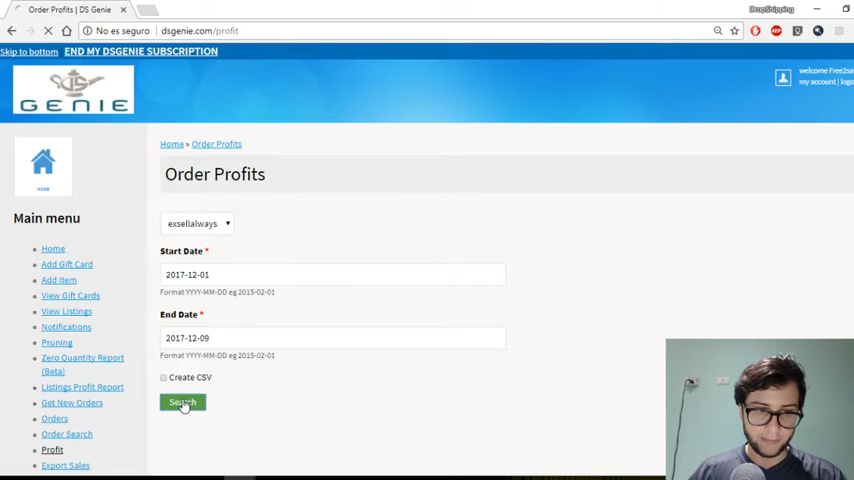 DropShipping
Order Profits | DS Genie
No es seguro | dsgenie.com/profit
Skip to bottom END MY DSGENIE SUBSCRIPTION
ds
GENIE
welcome Free2sa
my account | logo
HOME
Home » Order Profits
Order Profits
exsellalways
Start Date *
2017-12-01
Format YYYY-MM-DD eg 2015-02-01
End Date *
2017-12-09
Format YYYY-MM-DD eg 2015-02-01
Create CSV
Search
Main menu
Home
Add Gift Card
Add Item
View Gift Cards
View Listings
Notifications
Pruning
Zero Quantity Report
(Beta)
Listings Profit Report
Get New Orders
Orders
Order Search
Profit
Export Sales